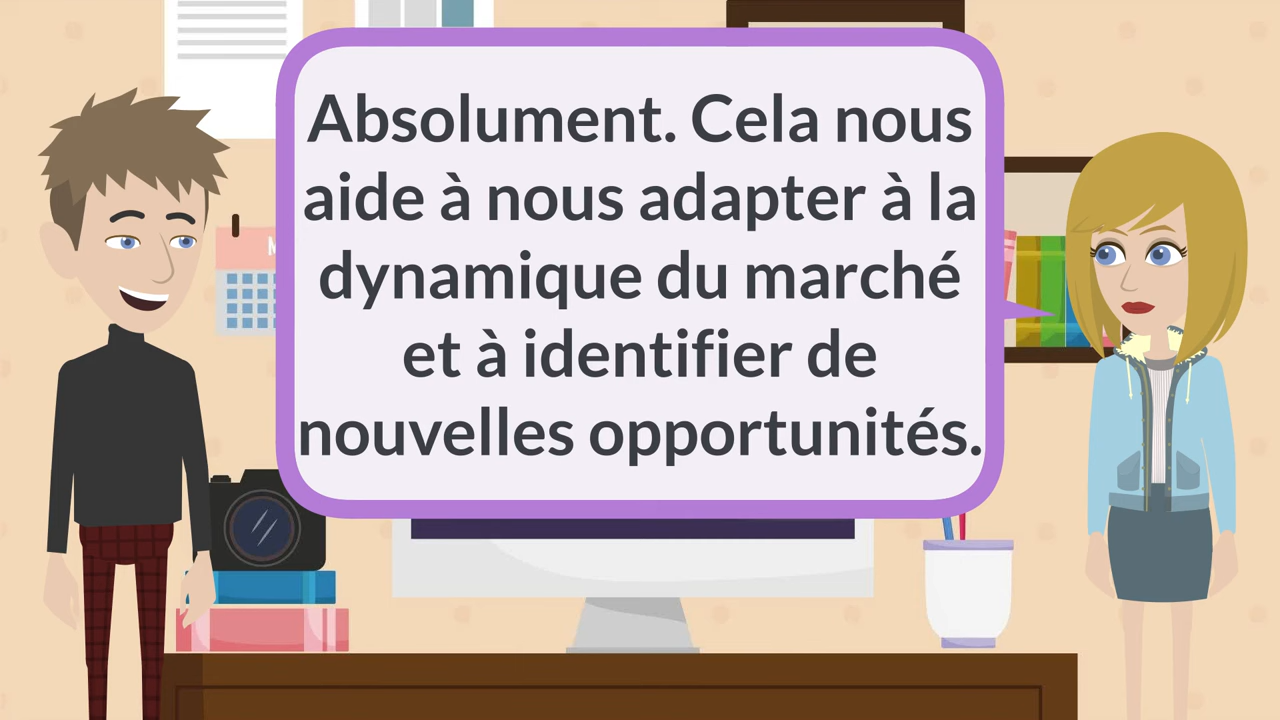 Absolument. Cela nous
aide à nous adapter à la
dynamique du marché
et à identifier de
nouvelles opportunités.